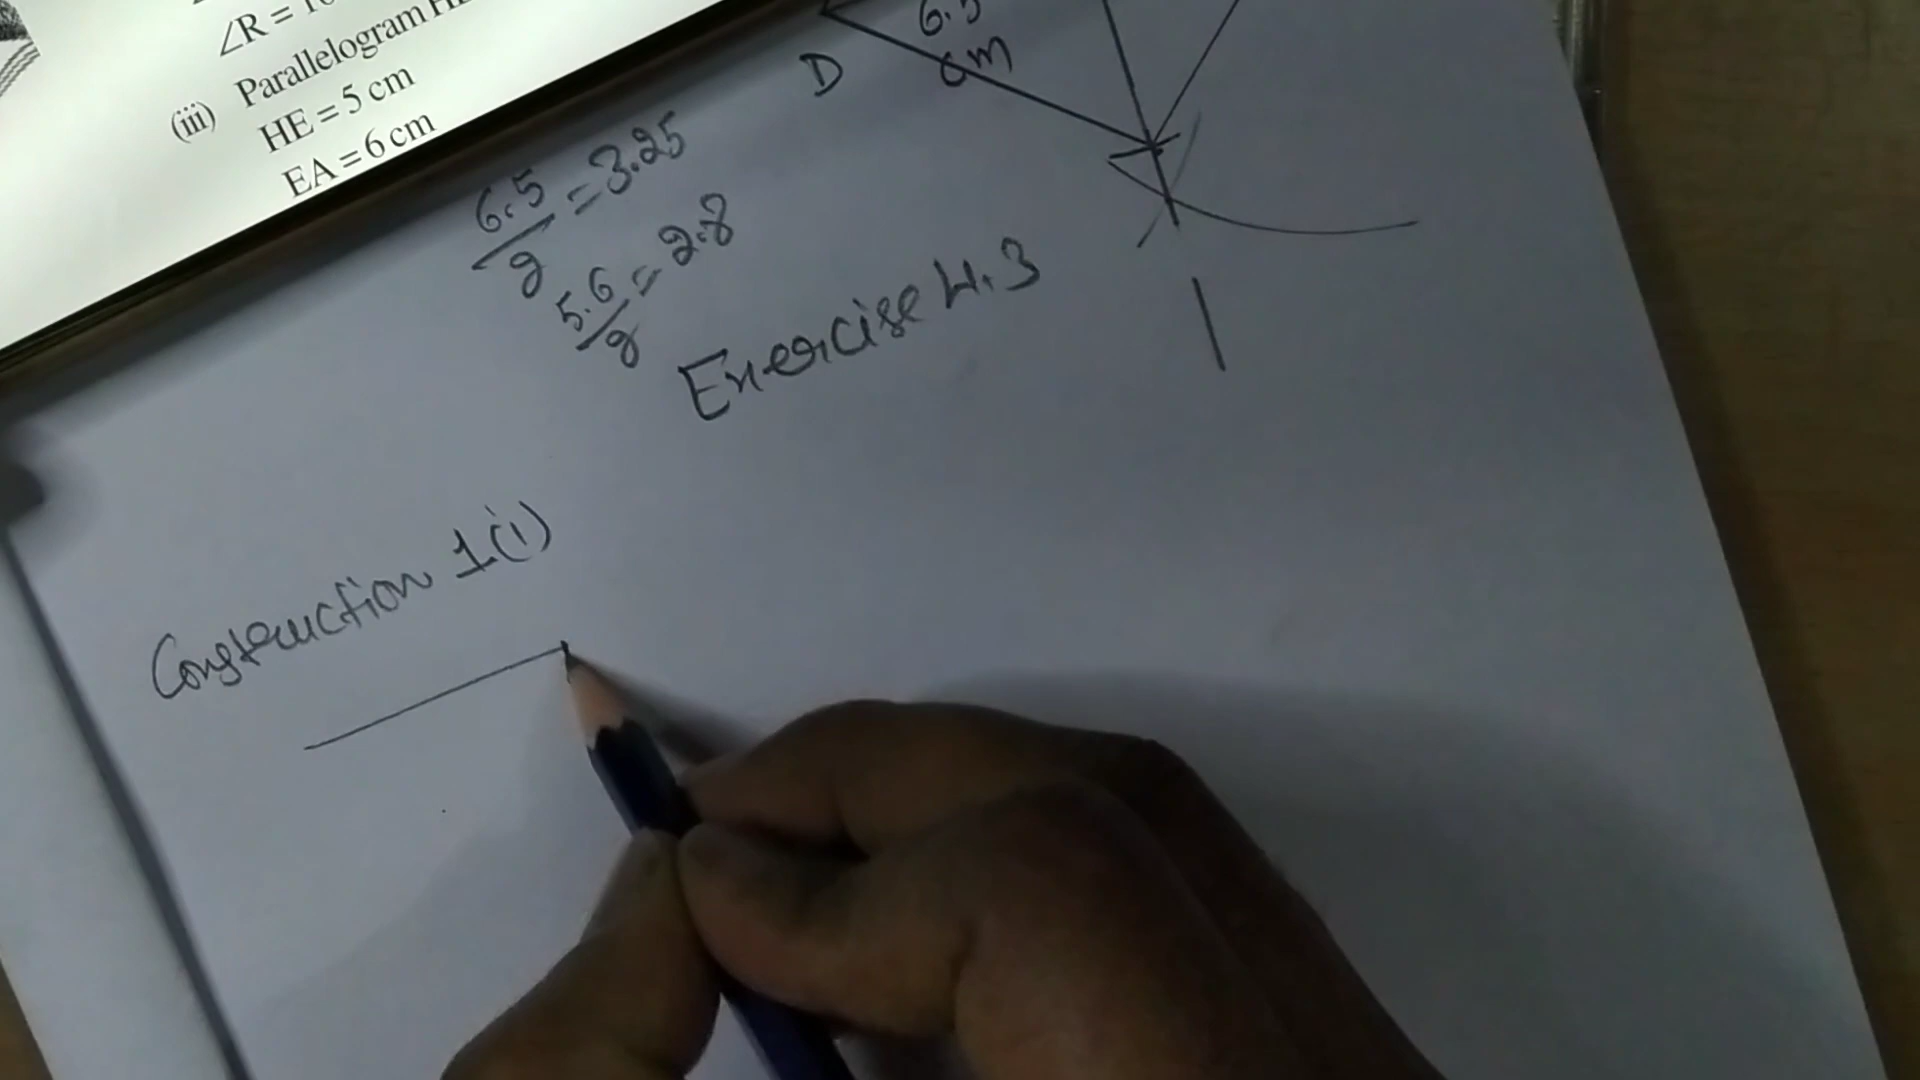 ∠R = 10
(iii) Parallelogram
HE = 5 cm
EA = 6 cm
6.5
cm
D
6.5/2 = 3.25
5.6/2 = 2.8
Exercise 4.3
Construction 1(i)